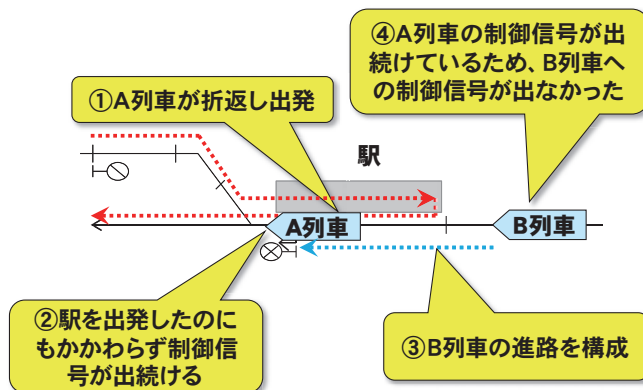 ④A列車の制御信号が出
続けているため、B列車へ
の制御信号が出なかった
①A列車が折返し出発
駅
A列車
B列車
②駅を出発したのに
もかかわらず制御信
号が出続ける
③B列車の進路を構成